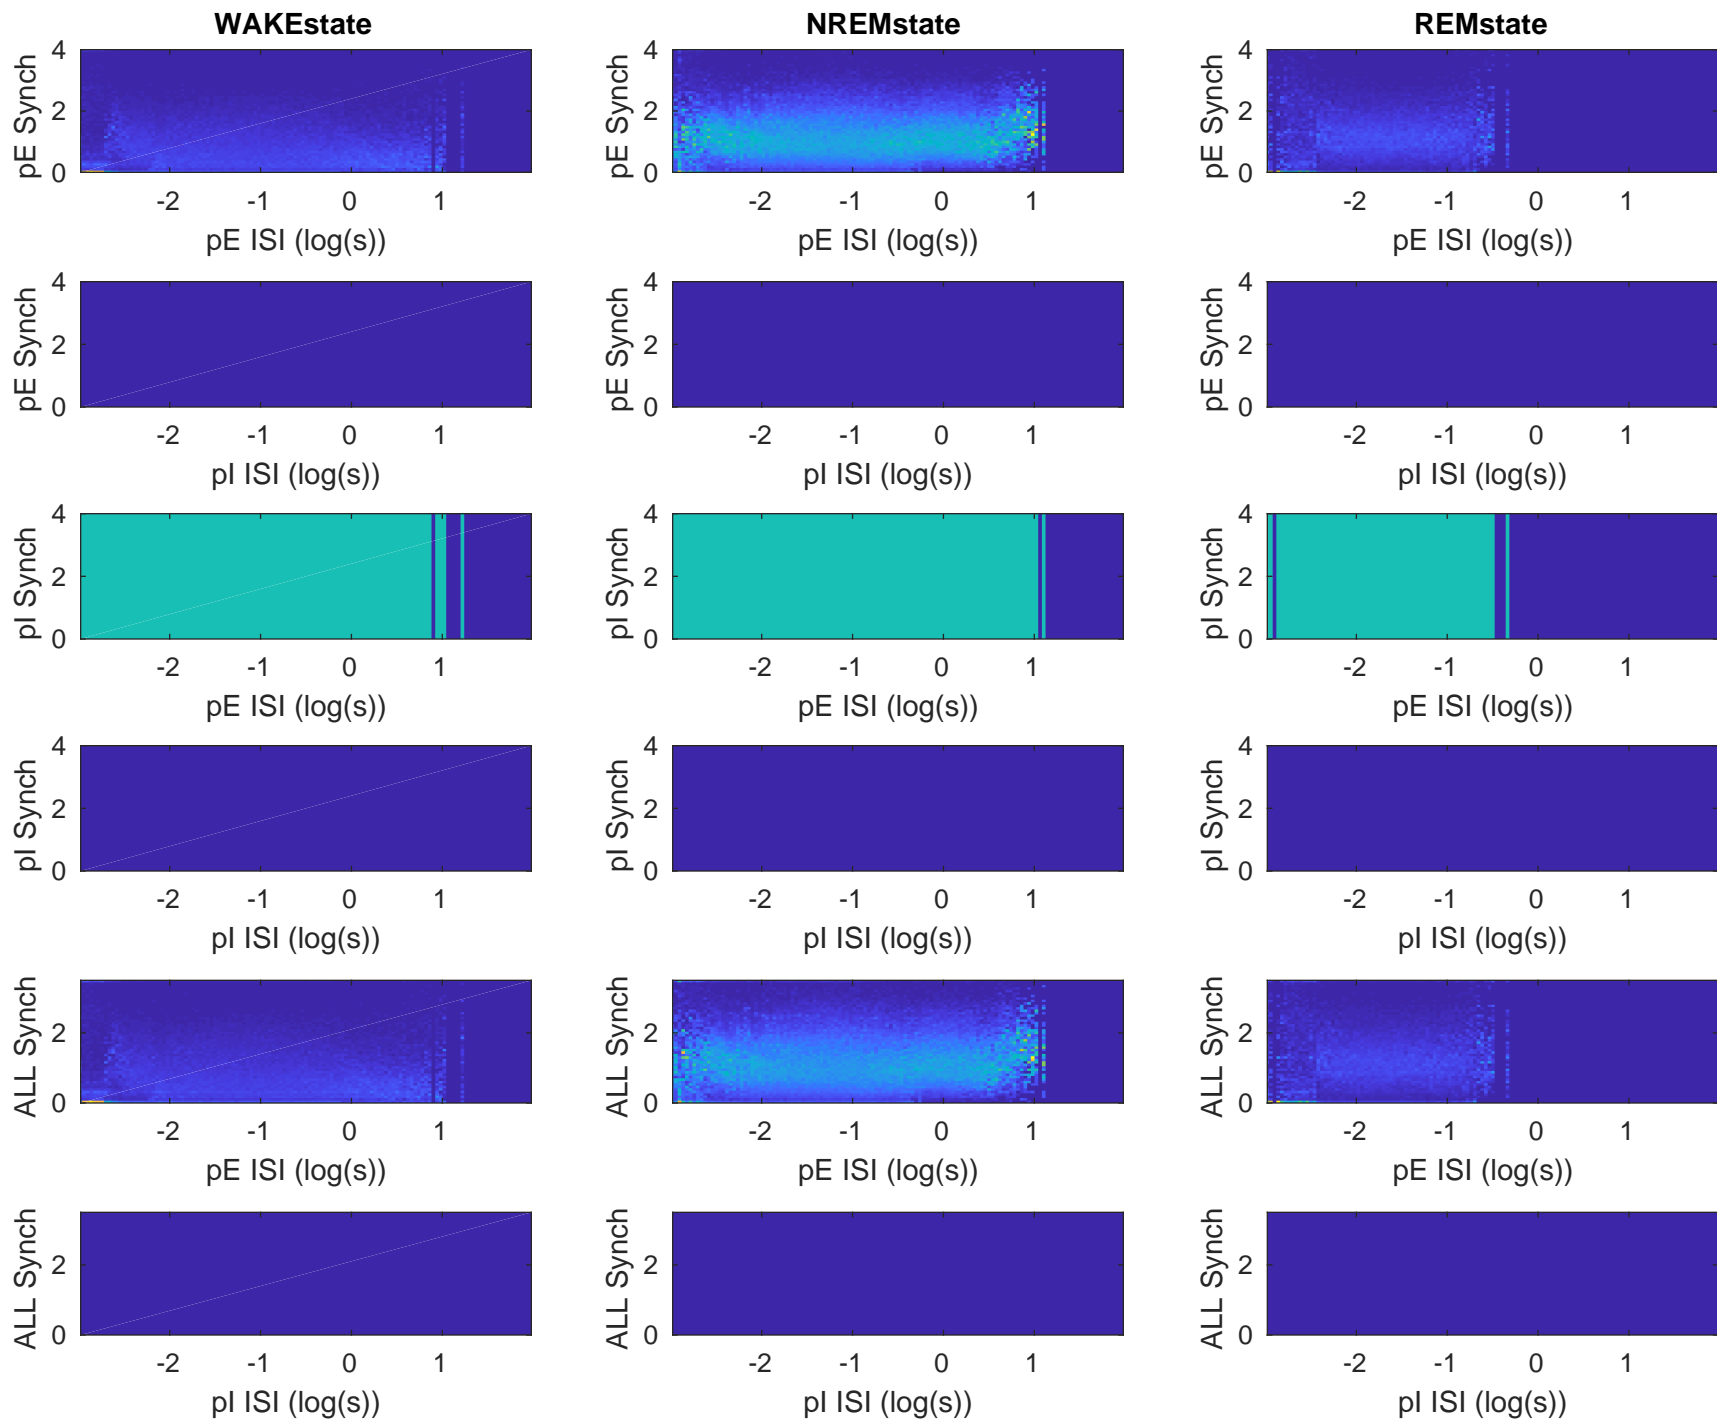 WAKEstate NREMstate REMstate
pE Synch 4 2 0 pE Synch 4 2 0 pE Synch 4 2 0
-2 -1 0 1 -2 -1 0 1 -2 -1 0 1
pE ISI (log(s)) pE ISI (log(s)) pE ISI (log(s))
pE Synch 4 2 0 pE Synch 4 2 0 pE Synch 4 2 0
-2 -1 0 1 -2 -1 0 1 -2 -1 0 1
pI ISI (log(s)) pI ISI (log(s)) pI ISI (log(s))
pI Synch 4 2 0 pI Synch 4 2 0 pI Synch 4 2 0
-2 -1 0 1 -2 -1 0 1 -2 -1 0 1
pE ISI (log(s)) pE ISI (log(s)) pE ISI (log(s))
pI Synch 4 2 0 pI Synch 4 2 0 pI Synch 4 2 0
-2 -1 0 1 -2 -1 0 1 -2 -1 0 1
pI ISI (log(s)) pI ISI (log(s)) pI ISI (log(s))
ALL Synch 2 0 ALL Synch 2 0 ALL Synch 2 0
-2 -1 0 1 -2 -1 0 1 -2 -1 0 1
pE ISI (log(s)) pE ISI (log(s)) pE ISI (log(s))
ALL Synch 2 0 ALL Synch 2 0 ALL Synch 2 0
-2 -1 0 1 -2 -1 0 1 -2 -1 0 1
pI ISI (log(s)) pI ISI (log(s)) pI ISI (log(s))